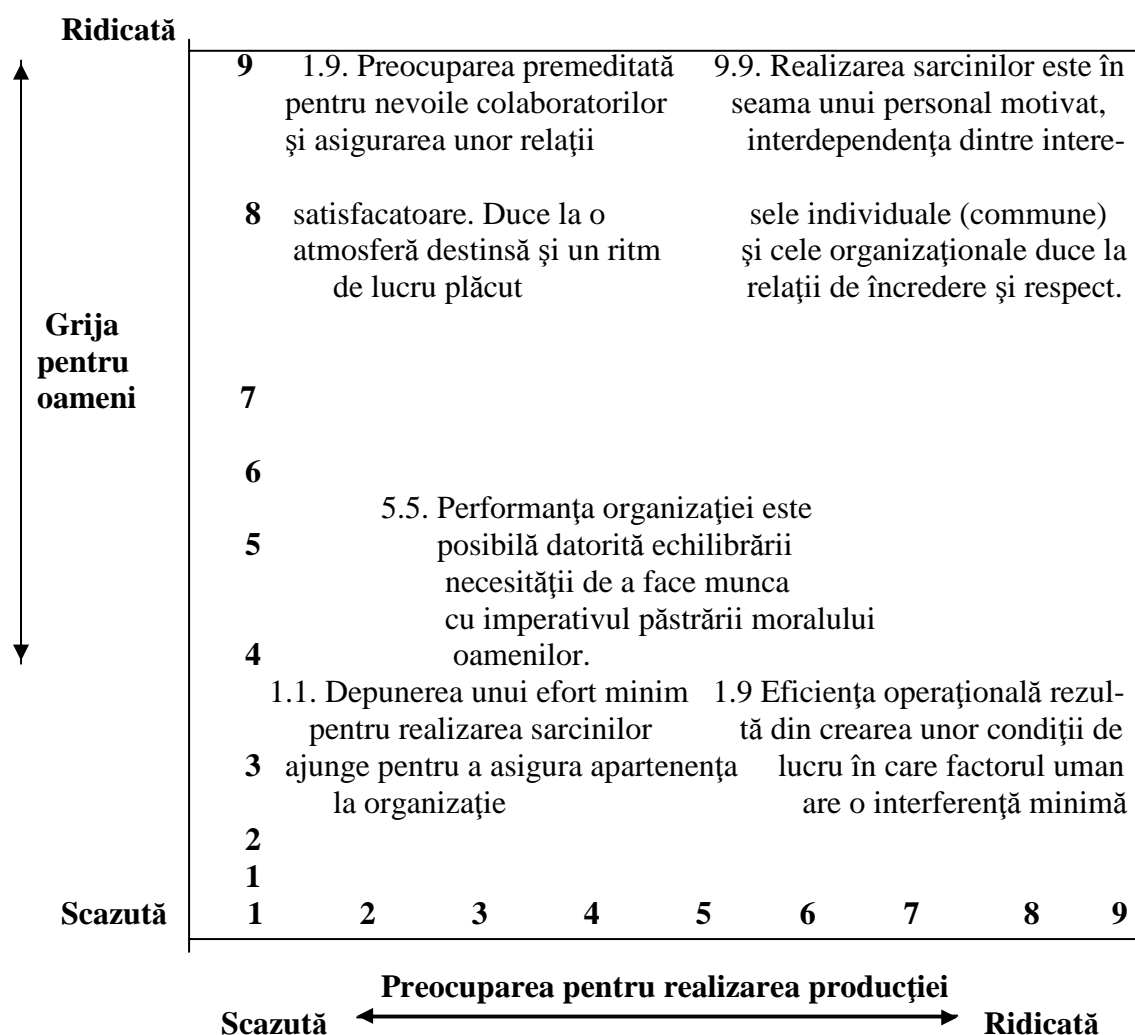 Ridicată
9 1.9. Preocuparea premeditată 9.9. Realizarea sarcinilor este în
pentru nevoile colaboratorilor seama unui personal motivat,
şi asigurarea unor relaţii interdependenţa dintre intere-
8 satisfacatoare. Duce la o sele individuale (commune)
atmosferă destinsă şi un ritm şi cele organizaţionale duce la
de lucru plăcut relaţii de încredere şi respect.
Grija
pentru
oameni 7
6
5.5. Performanţa organizaţiei este
5 posibilă datorită echilibrării
necesităţii de a face munca
cu imperativul păstrării moralului
4 oamenilor.
1.1. Depunerea unui efort minim 1.9 Eficienţa operaţională rezul-
pentru realizarea sarcinilor tă din crearea unor condiţii de
3 ajunge pentru a asigura apartenenţa lucru în care factorul uman
la organizaţie are o interferenţă minimă
2
1
Scazută 1 2 3 4 5 6 7 8 9
Preocuparea pentru realizarea producţiei
Scazută Ridicată